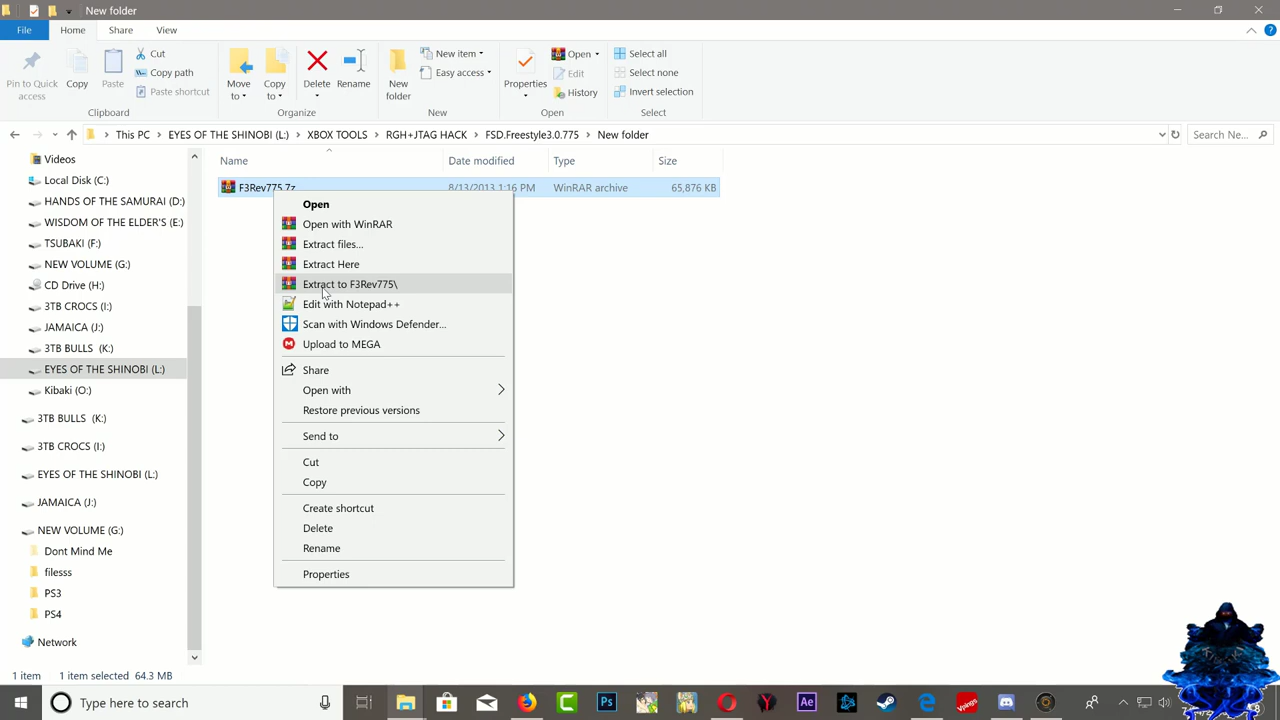 New folder
File Home Share View
Pin to Quick access
Copy
Paste
Cut
Copy path
Paste shortcut
Clipboard
Move to
Copy to
Delete
Rename
Organize
New folder
New item
Easy access
New
Properties
Open
Edit
History
Open
Select all
Select none
Invert selection
Select
This PC > EYES OF THE SHINOBI (L:) > XBOX TOOLS > RGH+JTAG HACK > FSD.Freestyle3.0.775 > New folder
Search Ne...
Name Date modified Type Size
F3Rev775.7z 8/13/2013 1:16 PM WinRAR archive 65,876 KB
Videos
Local Disk (C:)
HANDS OF THE SAMURAI (D:)
WISDOM OF THE ELDER'S (E:)
TSUBAKI (F:)
NEW VOLUME (G:)
CD Drive (H:)
3TB CROCS (I:)
JAMAICA (J:)
3TB BULLS (K:)
EYES OF THE SHINOBI (L:)
Kibaki (O:)
3TB BULLS (K:)
3TB CROCS (I:)
EYES OF THE SHINOBI (L:)
JAMAICA (J:)
NEW VOLUME (G:)
Dont Mind Me
filesss
PS3
PS4
Network
Open
Open with WinRAR
Extract files...
Extract Here
Extract to F3Rev775\
Edit with Notepad++
Scan with Windows Defender...
Upload to MEGA
Share
Open with
Restore previous versions
Send to
Cut
Copy
Create shortcut
Delete
Rename
Properties
1 item 1 item selected 64.3 MB
Type here to search
Ps
Ae
Vpings